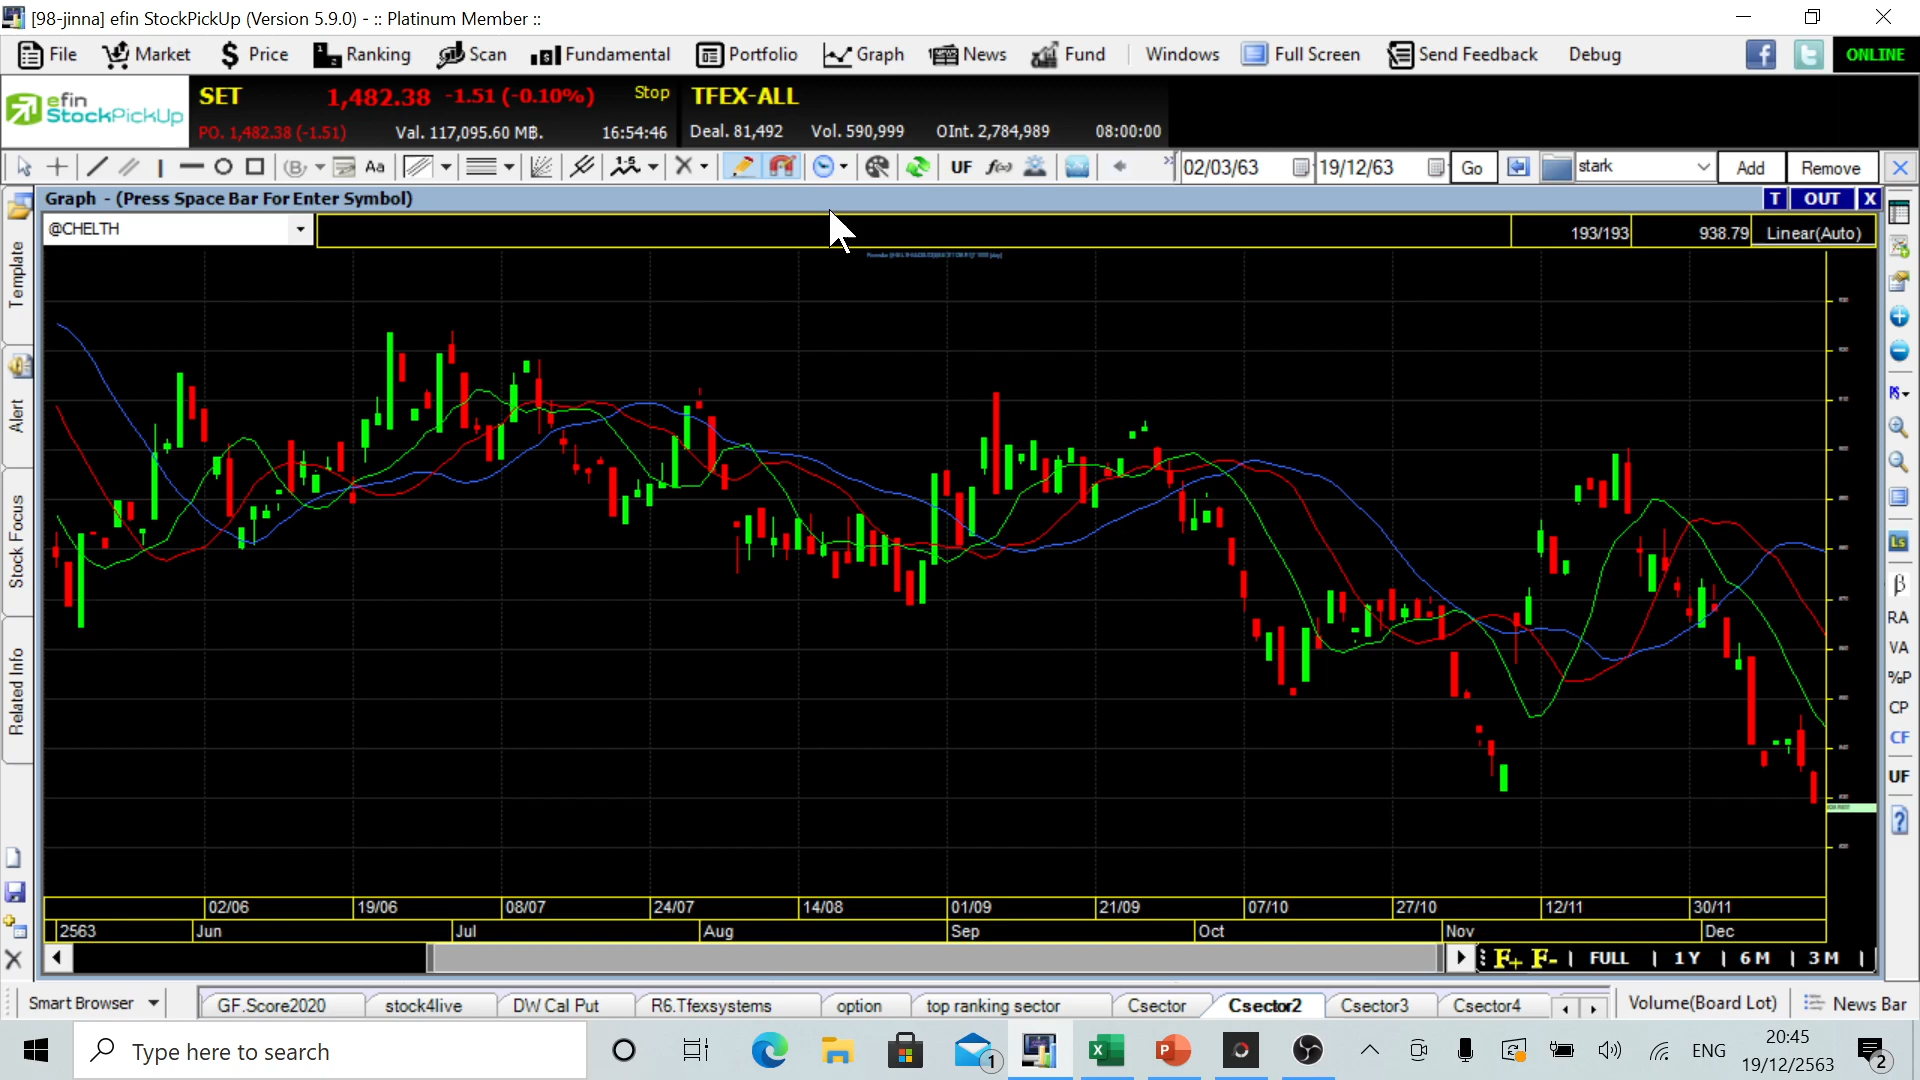 [98-jinna] efin StockPickUp (Version 5.9.0) - :: Platinum Member ::
File Market Price Ranking Scan Fundamental Portfolio Graph News Fund Windows Full Screen Send Feedback Debug ONLINE
efin StockPickUp
SET 1,482.38 -1.51 (-0.10%) Stop TFEX-ALL
PO. 1,482.38 (-1.51) Val. 117,095.60 MB. 16:54:46 Deal. 81,492 Vol. 590,999 OInt. 2,784,989 08:00:00
Aa 1-5 UF f(x) 02/03/63 19/12/63 Go stark Add Remove
Graph - (Press Space Bar For Enter Symbol) T OUT X
@CHELTH 193/193 938.79 Linear(Auto)
Template
Alert
Stock Focus
Related Info
Ls
β
RA
VA
%P
CP
CF
UF
02/06 19/06 08/07 24/07 14/08 01/09 21/09 07/10 27/10 12/11 30/11
2563 Jun Jul Aug Sep Oct Nov Dec
F+ F- FULL 1Y 6M 3M
Smart Browser GF.Score2020 stock4live DW Cal Put R6.Tfexsystems option top ranking sector Csector Csector2 Csector3 Csector4 Volume(Board Lot) News Bar
Type here to search 1 ENG 20:45
19/12/2563 2